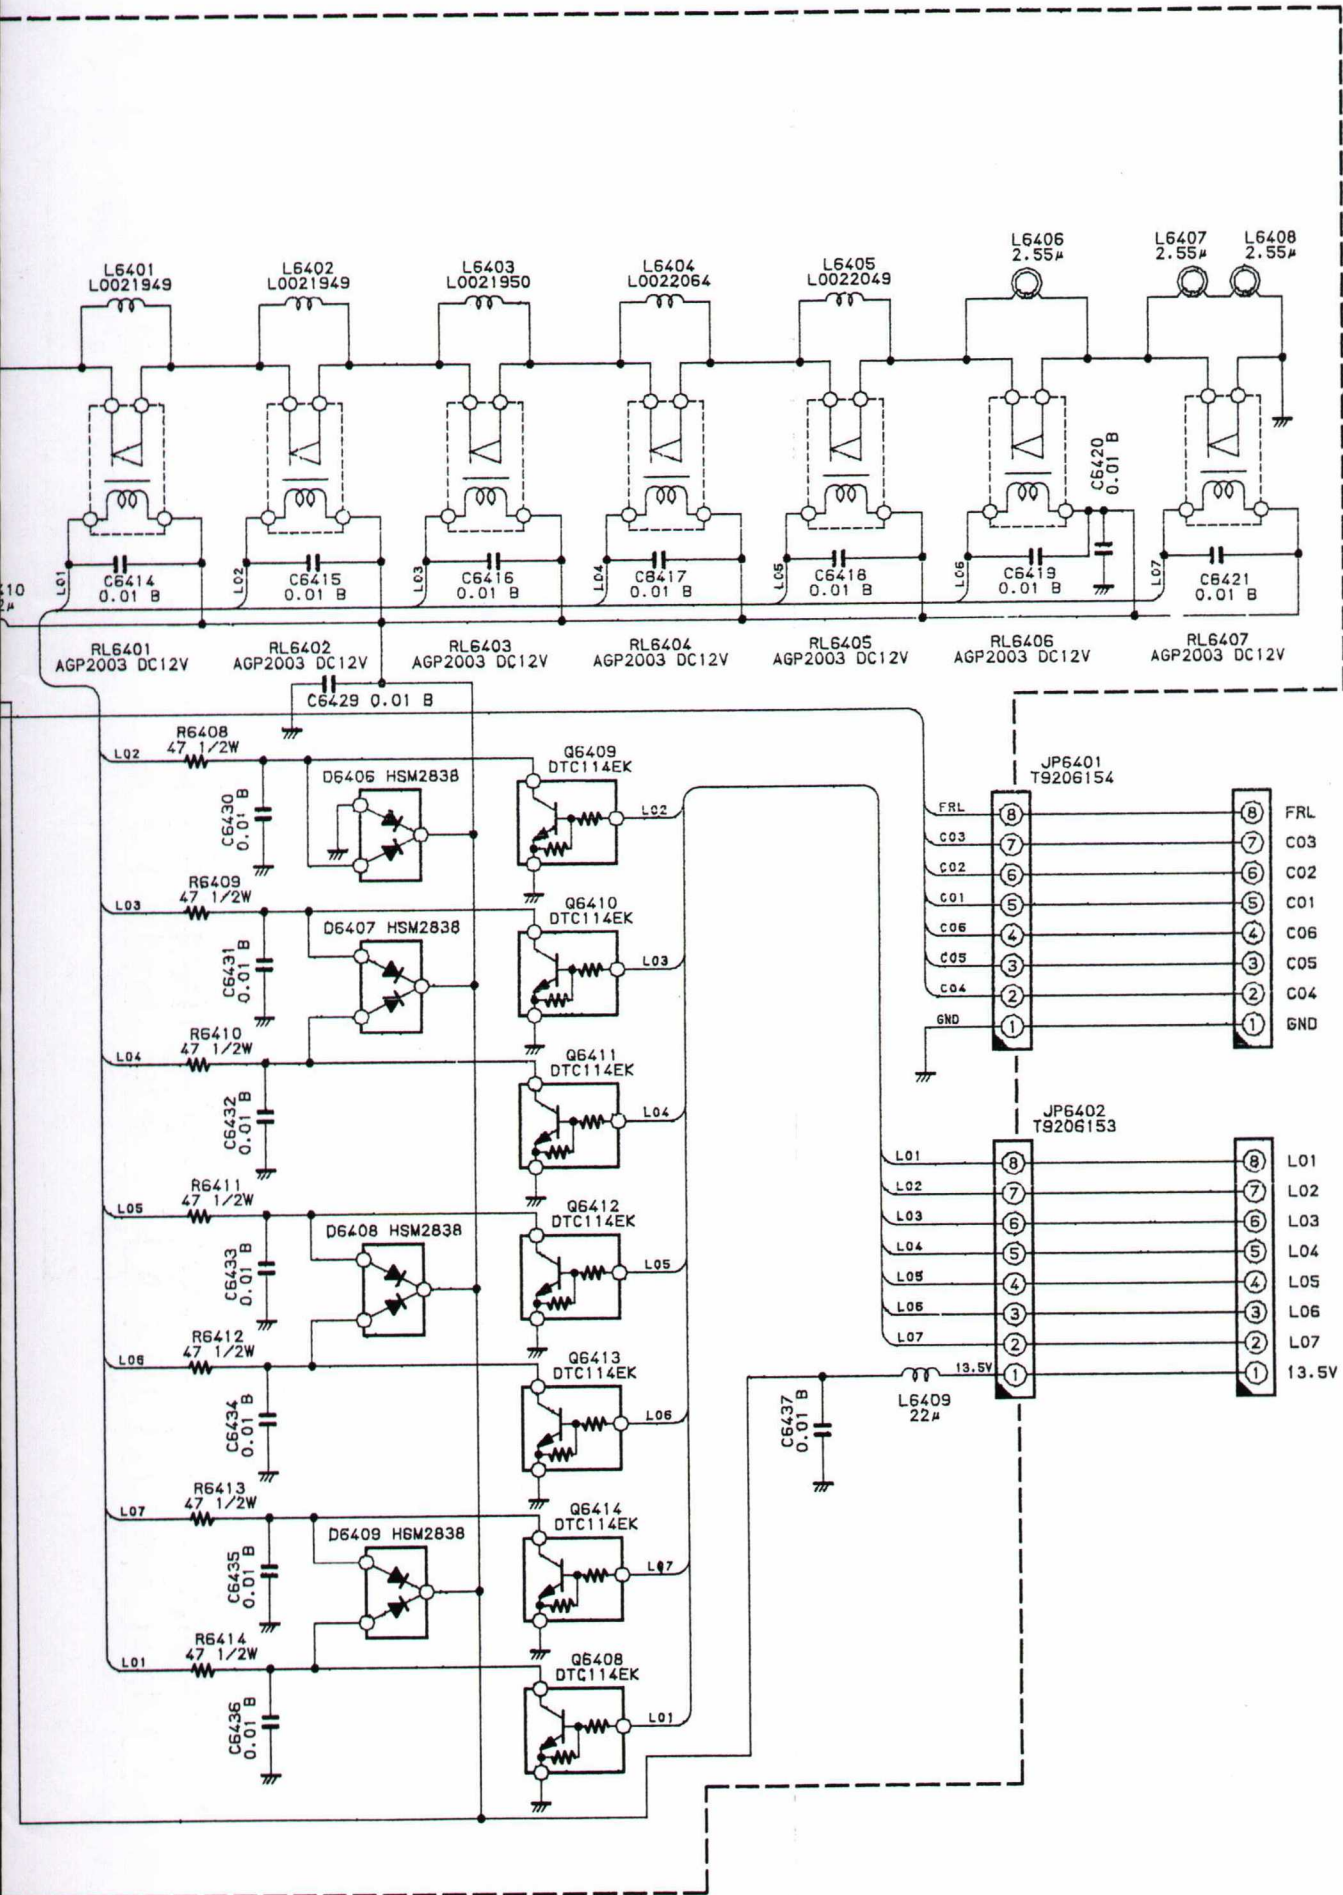 L6401
L0021949
L6402
L0021949
L6403
L0021950
L6404
L0022064
L6405
L0022049
L6406
2.55μ
L6407
2.55μ
L6408
2.55μ
C6420
0.01 B
L01
C6414
0.01 B
L02
C6415
0.01 B
L03
C6416
0.01 B
L04
C6417
0.01 B
L05
C6418
0.01 B
L06
C6419
0.01 B
L07
C6421
0.01 B
RL6401
AGP2003 DC12V
RL6402
AGP2003 DC12V
RL6403
AGP2003 DC12V
RL6404
AGP2003 DC12V
RL6405
AGP2003 DC12V
RL6406
AGP2003 DC12V
RL6407
AGP2003 DC12V
C6429 0.01 B
L02
R6408
47 1/2W
C6430
0.01 B
D6406 HSM2838
Q6409
DTC114EK
L02
L03
R6409
47 1/2W
C6431
0.01 B
D6407 HSM2838
Q6410
DTC114EK
L03
L04
R6410
47 1/2W
C6432
0.01 B
Q6411
DTC114EK
L04
L05
R6411
47 1/2W
C6433
0.01 B
D6408 HSM2838
Q6412
DTC114EK
L05
L06
R6412
47 1/2W
C6434
0.01 B
Q6413
DTC114EK
L06
L07
R6413
47 1/2W
C6435
0.01 B
D6409 HSM2838
Q6414
DTC114EK
L07
L01
R6414
47 1/2W
C6436
0.01 B
Q6408
DTC114EK
L01
JP6401
T9206154
FRL 8 8 FRL
C03 7 7 C03
C02 6 6 C02
C01 5 5 C01
C06 4 4 C06
C05 3 3 C05
C04 2 2 C04
GND 1 1 GND
JP6402
T9206153
L01 8 8 L01
L02 7 7 L02
L03 6 6 L03
L04 5 5 L04
L05 4 4 L05
L06 3 3 L06
L07 2 2 L07
13.5V 1 1 13.5V
L6409
22μ
C6437
0.01 B